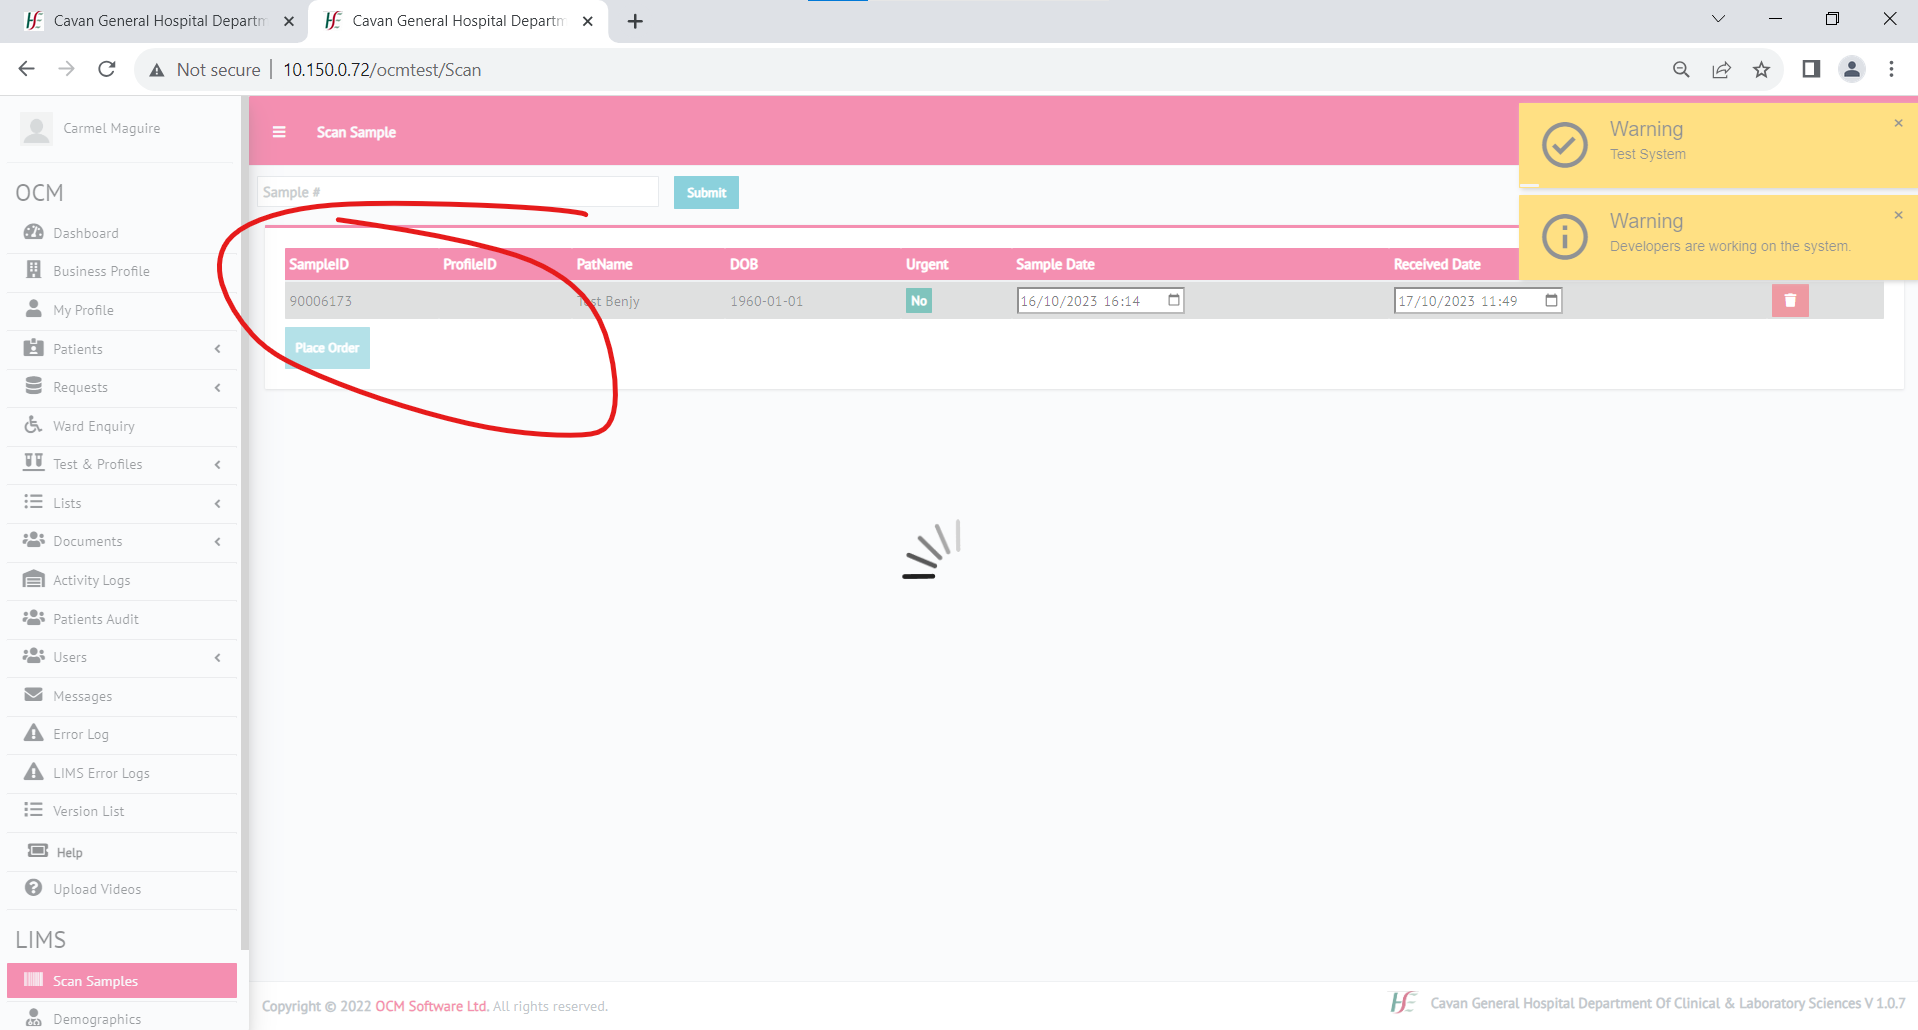 Cavan General Hospital Departm
Cavan General Hospital Departm
Not secure
10.150.0.72/ocmtest/Scan
Carmel Maguire
OCM
Dashboard
Business Profile
My Profile
Patients
Requests
Ward Enquiry
Test & Profiles
Lists
Documents
Activity Logs
Patients Audit
Users
Messages
Error Log
LIMS Error Logs
Version List
Help
Upload Videos
LIMS
Scan Samples
Demographics
Scan Sample
Sample #
Submit
SampleID ProfileID PatName DOB Urgent Sample Date Received Date
90006173 Test Benjy 1960-01-01 No 16/10/2023 16:14 17/10/2023 11:49
Place Order
Warning
Test System
Warning
Developers are working on the system.
Copyright © 2022 OCM Software Ltd. All rights reserved.
Cavan General Hospital Department Of Clinical & Laboratory Sciences V 1.0.7